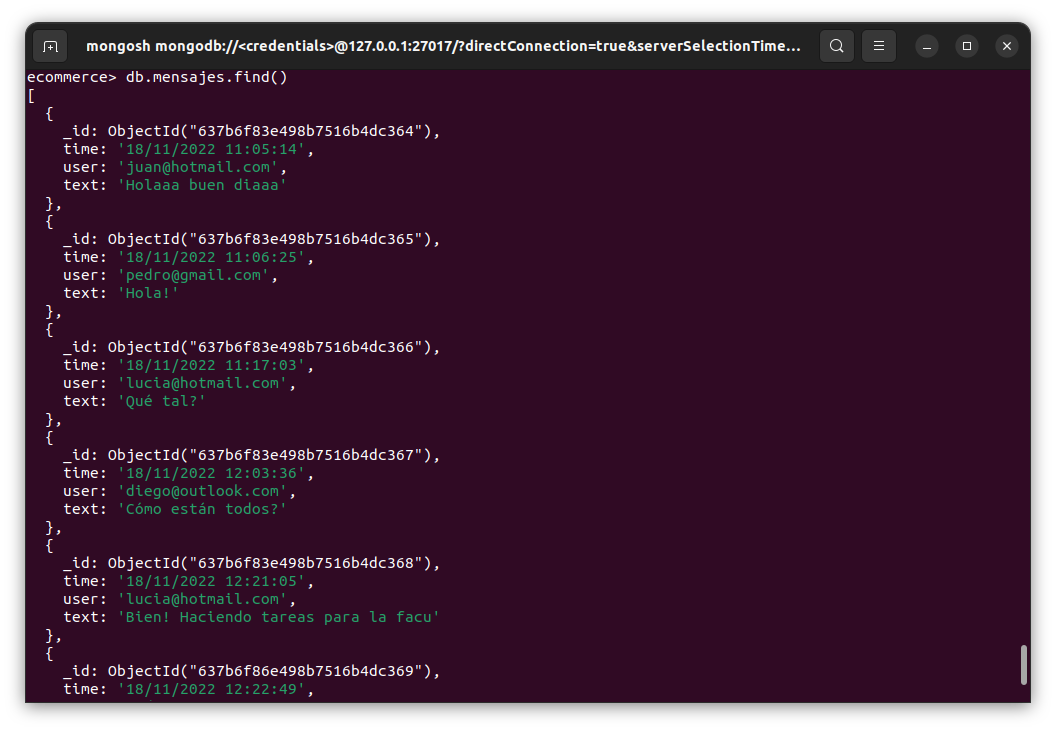 mongosh mongodb://<credentials>@127.0.0.1:27017/?directConnection=true&serverSelectionTime...
ecommerce> db.mensajes.find()
[
  {
    _id: ObjectId("637b6f83e498b7516b4dc364"),
    time: '18/11/2022 11:05:14',
    user: 'juan@hotmail.com',
    text: 'Holaaa buen diaaa'
  },
  {
    _id: ObjectId("637b6f83e498b7516b4dc365"),
    time: '18/11/2022 11:06:25',
    user: 'pedro@gmail.com',
    text: 'Hola!'
  },
  {
    _id: ObjectId("637b6f83e498b7516b4dc366"),
    time: '18/11/2022 11:17:03',
    user: 'lucia@hotmail.com',
    text: 'Qué tal?'
  },
  {
    _id: ObjectId("637b6f83e498b7516b4dc367"),
    time: '18/11/2022 12:03:36',
    user: 'diego@outlook.com',
    text: 'Cómo están todos?'
  },
  {
    _id: ObjectId("637b6f83e498b7516b4dc368"),
    time: '18/11/2022 12:21:05',
    user: 'lucia@hotmail.com',
    text: 'Bien! Haciendo tareas para la facu'
  },
  {
    _id: ObjectId("637b6f86e498b7516b4dc369"),
    time: '18/11/2022 12:22:49',